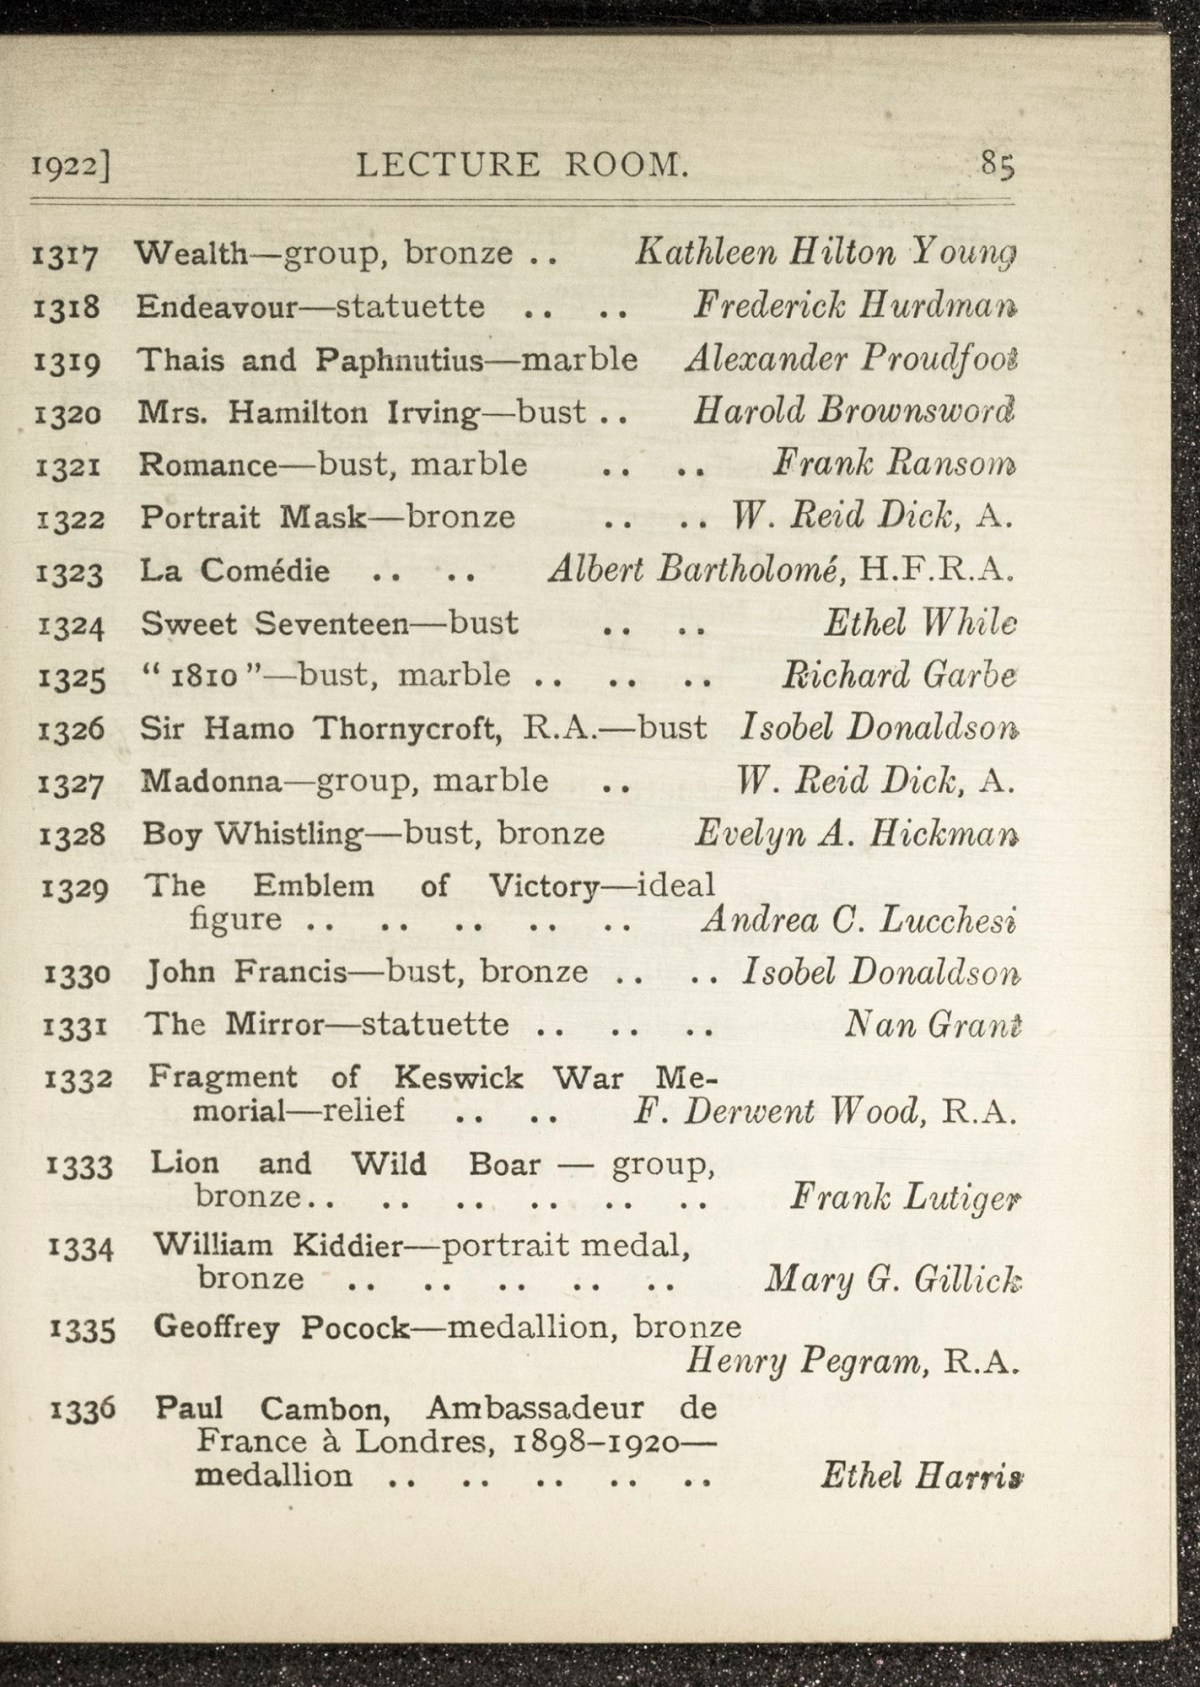 1922] LECTURE ROOM. 85
1317 Wealth—group, bronze .. Kathleen Hilton Young
1318 Endeavour—statuette .. .. Frederick Hurdman
1319 Thais and Paphnutius—marble Alexander Proudfoot
1320 Mrs. Hamilton Irving—bust .. Harold Brownsword
1321 Romance—bust, marble .. .. Frank Ransom
1322 Portrait Mask—bronze .. .. W. Reid Dick, A.
1323 La Comédie .. .. Albert Bartholomé, H.F.R.A.
1324 Sweet Seventeen—bust .. .. Ethel While
1325 “ 1810 ”—bust, marble .. .. .. Richard Garbe
1326 Sir Hamo Thornycroft, R.A.—bust Isobel Donaldson
1327 Madonna—group, marble .. W. Reid Dick, A.
1328 Boy Whistling—bust, bronze Evelyn A. Hickman
1329 The Emblem of Victory—ideal
figure .. .. .. .. .. Andrea C. Lucchesi
1330 John Francis—bust, bronze .. .. Isobel Donaldson
1331 The Mirror—statuette .. .. .. Nan Grant
1332 Fragment of Keswick War Me-
morial—relief .. .. F. Derwent Wood, R.A.
1333 Lion and Wild Boar — group,
bronze.. .. .. .. .. .. Frank Lutiger
1334 William Kiddier—portrait medal,
bronze .. .. .. .. .. Mary G. Gillick
1335 Geoffrey Pocock—medallion, bronze
Henry Pegram, R.A.
1336 Paul Cambon, Ambassadeur de
France à Londres, 1898–1920—
medallion .. .. .. .. .. Ethel Harris